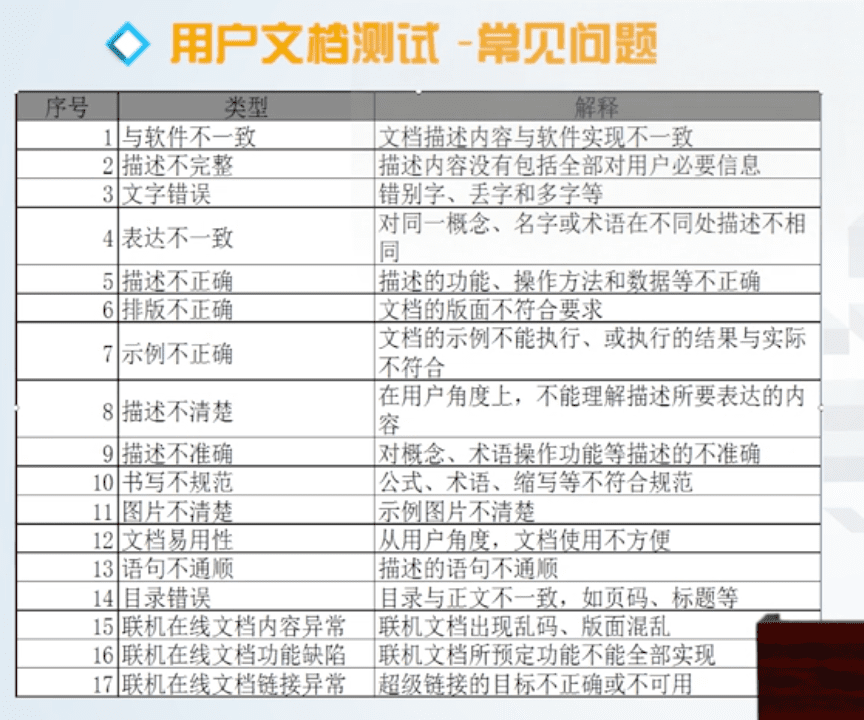 用户文档测试 -常见问题
序号 类型 解释
1 与软件不一致 文档描述内容与软件实现不一致
2 描述不完整 描述内容没有包括全部对用户必要信息
3 文字错误 错别字、丢字和多字等
4 表达不一致 对同一概念、名字或术语在不同处描述不相
同
5 描述不正确 描述的功能、操作方法和数据等不正确
6 排版不正确 文档的版面不符合要求
7 示例不正确 文档的示例不能执行、或执行的结果与实际
不符合
8 描述不清楚 在用户角度上，不能理解描述所要表达的内
容
9 描述不准确 对概念、术语操作功能等描述的不准确
10 书写不规范 公式、术语、缩写等不符合规范
11 图片不清楚 示例图片不清楚
12 文档易用性 从用户角度，文档使用不方便
13 语句不通顺 描述的语句不通顺
14 目录错误 目录与正文不一致，如页码、标题等
15 联机在线文档内容异常 联机文档出现乱码、版面混乱
16 联机在线文档功能缺陷 联机文档所预定功能不能全部实现
17 联机在线文档链接异常 超级链接的目标不正确或不可用